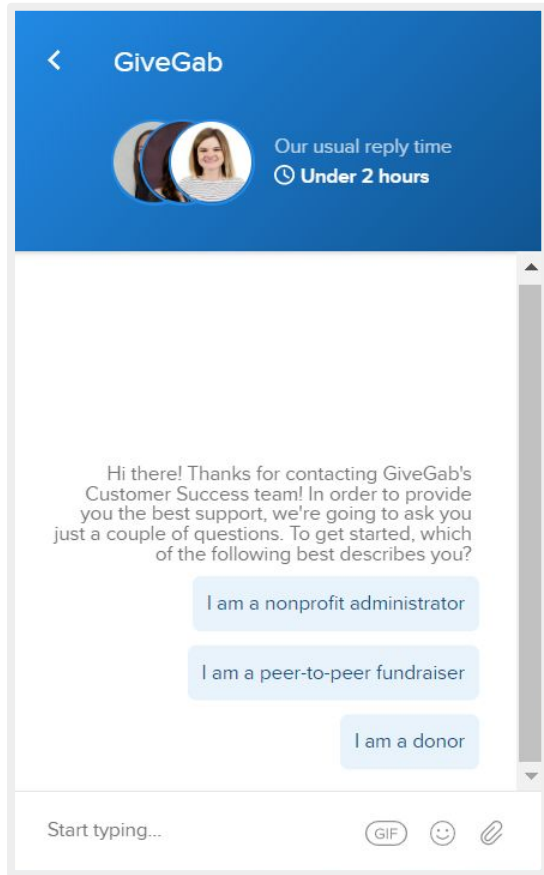 GiveGab
Our usual reply time
Under 2 hours
Hi there! Thanks for contacting GiveGab's
Customer Success team! In order to provide
you the best support, we're going to ask you
just a couple of questions. To get started, which
of the following best describes you?
I am a nonprofit administrator
I am a peer-to-peer fundraiser
I am a donor
Start typing...
GIF